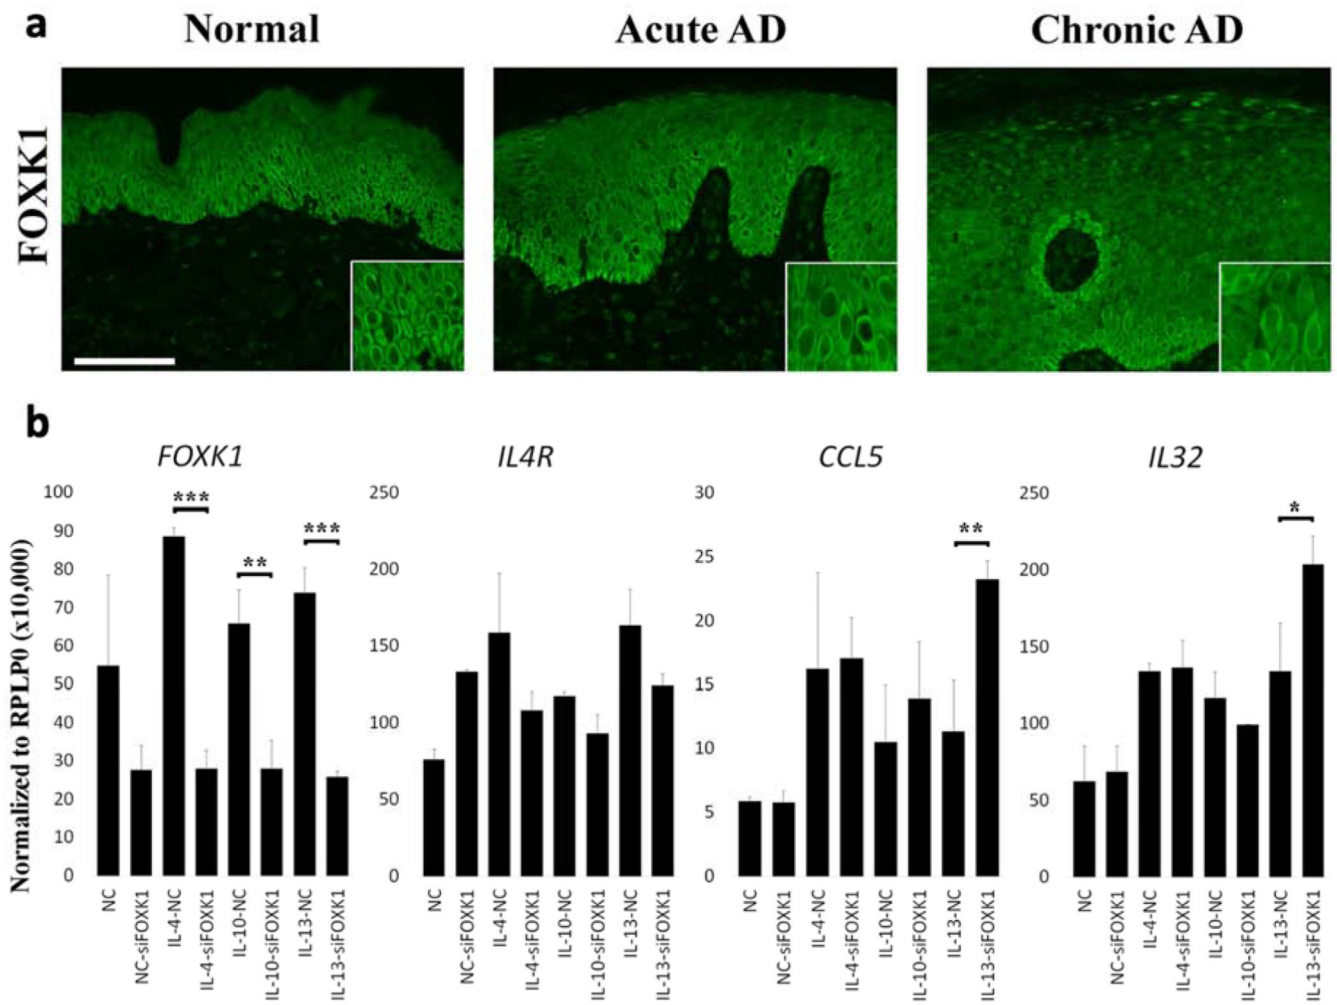 a
Normal
Acute AD
Chronic AD
FOXK1
b
FOXK1
IL4R
CCL5
IL32
Normalized to RPLP0 (x10,000)
100
90
80
70
60
50
40
30
20
10
0
***
**
***
NC
NC-siFOXK1
IL-4-NC
IL-4-siFOXK1
IL-10-NC
IL-10-siFOXK1
IL-13-NC
IL-13-siFOXK1
250
200
150
100
50
0
NC
NC-siFOXK1
IL-4-NC
IL-4-siFOXK1
IL-10-NC
IL-10-siFOXK1
IL-13-NC
IL-13-siFOXK1
30
25
20
15
10
5
0
**
NC
NC-siFOXK1
IL-4-NC
IL-4-siFOXK1
IL-10-NC
IL-10-siFOXK1
IL-13-NC
IL-13-siFOXK1
250
200
150
100
50
0
*
NC
NC-siFOXK1
IL-4-NC
IL-4-siFOXK1
IL-10-NC
IL-10-siFOXK1
IL-13-NC
IL-13-siFOXK1